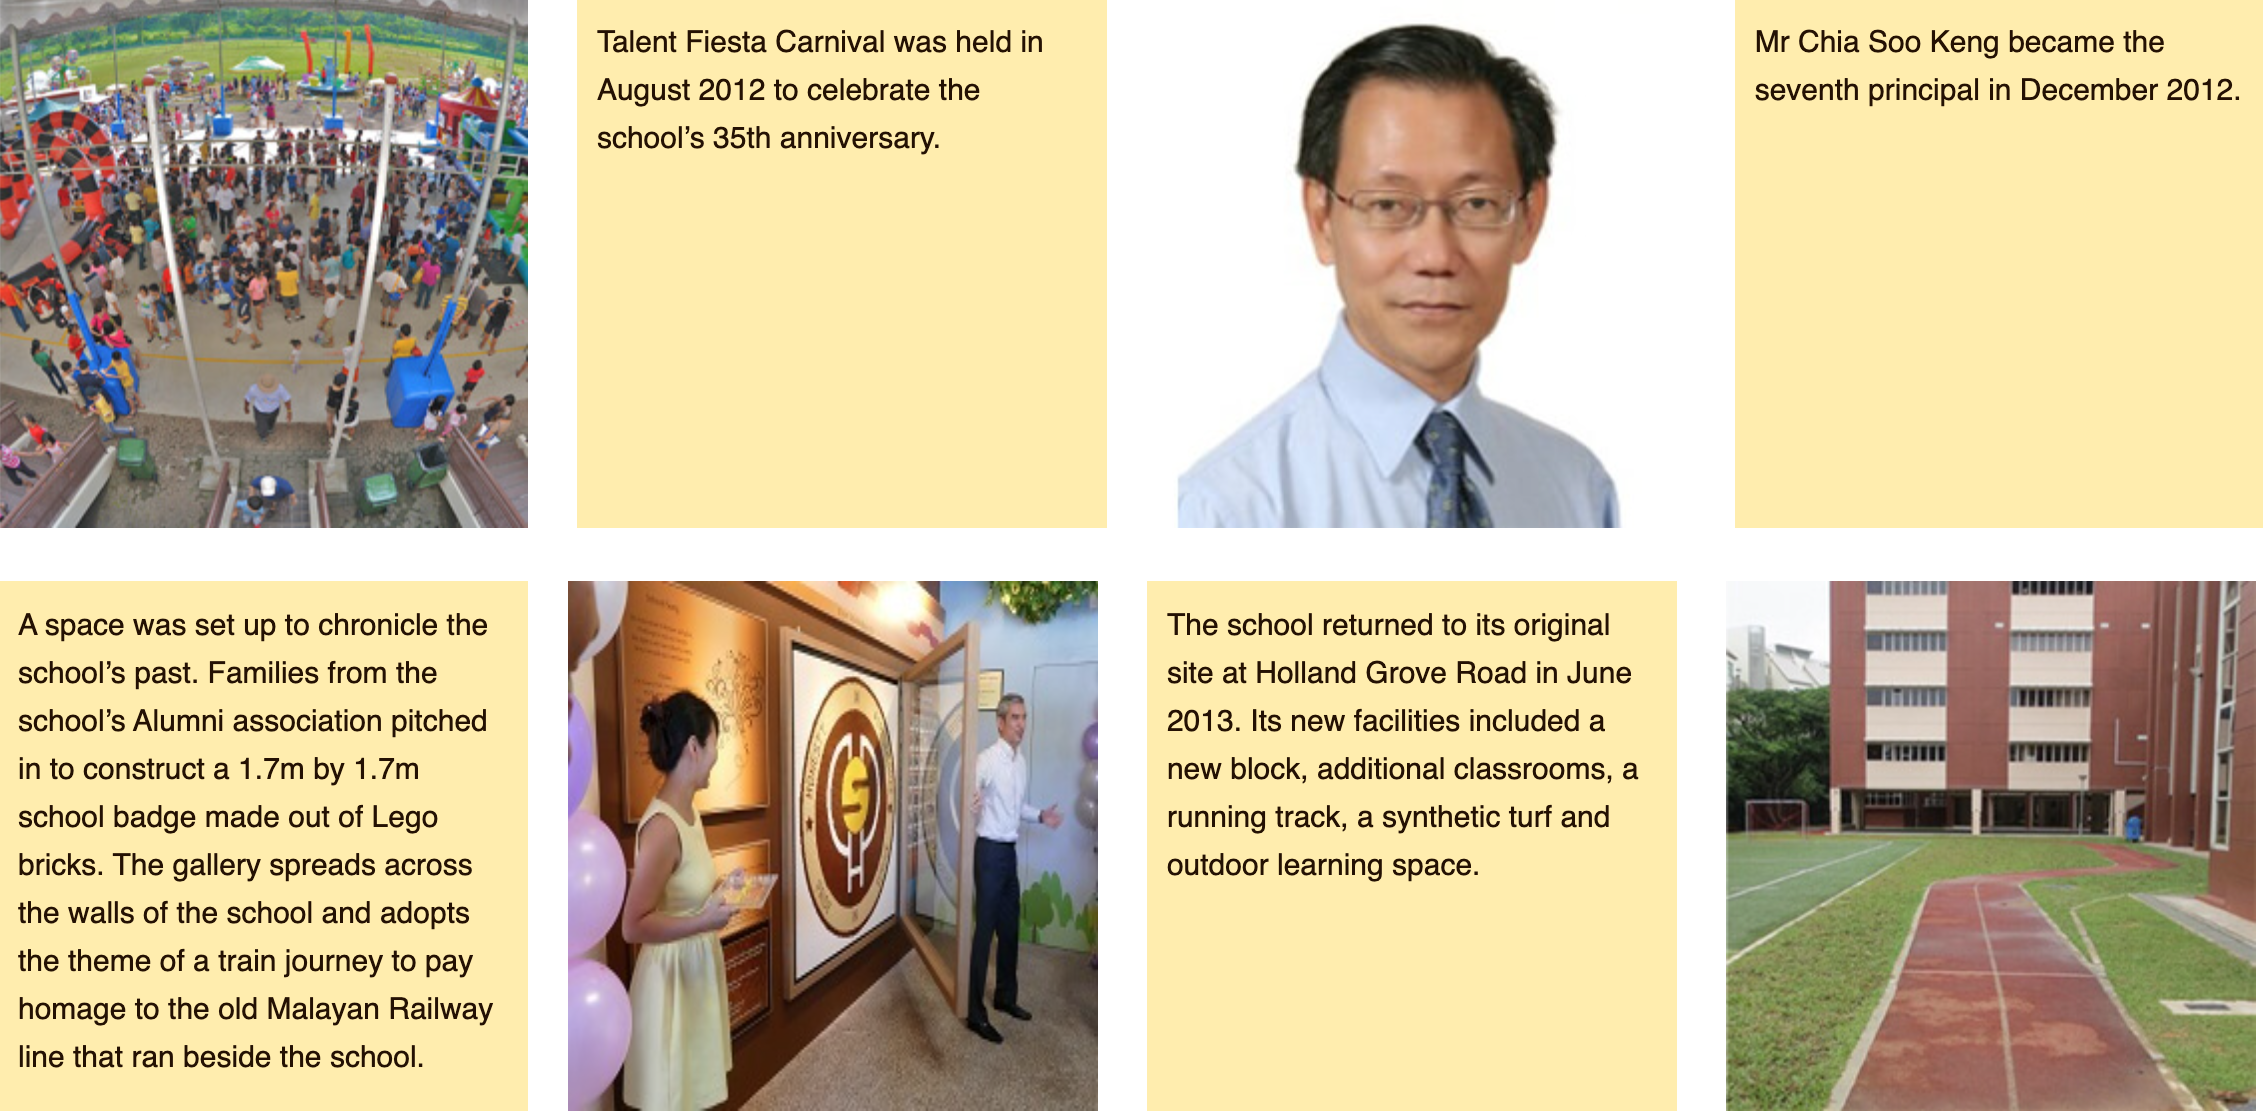 Talent Fiesta Carnival was held in
August 2012 to celebrate the
school’s 35th anniversary.
Mr Chia Soo Keng became the
seventh principal in December 2012.
A space was set up to chronicle the
school’s past. Families from the
school’s Alumni association pitched
in to construct a 1.7m by 1.7m
school badge made out of Lego
bricks. The gallery spreads across
the walls of the school and adopts
the theme of a train journey to pay
homage to the old Malayan Railway
line that ran beside the school.
The school returned to its original
site at Holland Grove Road in June
2013. Its new facilities included a
new block, additional classrooms, a
running track, a synthetic turf and
outdoor learning space.